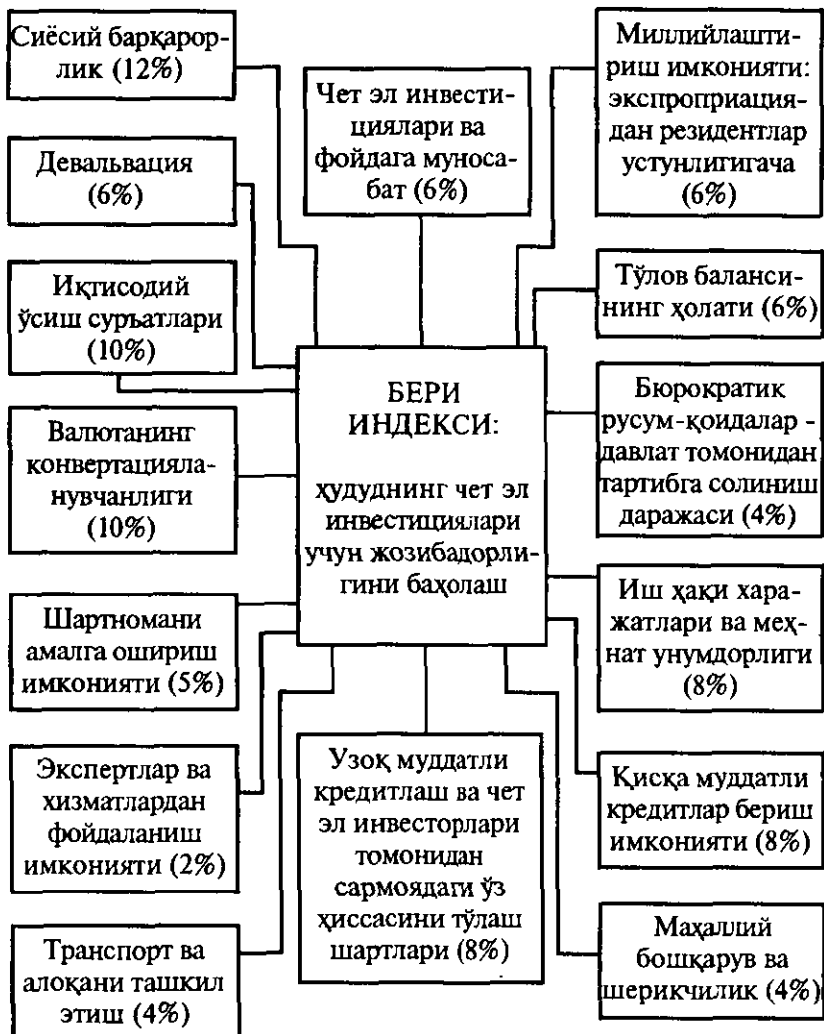 Сиёсий барқарор-
лик (12%)
Девальвация
(6%)
Иқтисодий
ўсиш суръатлари
(10%)
Валютанинг
конвертацияла-
нувчанлиги
(10%)
Шартномани
амалга ошириш
имконияти (5%)
Экспертлар ва
хизматлардан
фойдаланиш
имконияти (2%)
Транспорт ва
алоқани ташкил
этиш (4%)
Чет эл инвести-
циялари ва
фойдага муноса-
бат (6%)
БЕРИ
ИНДЕКСИ:
ҳудуднинг чет эл
инвестициялари
учун жозибадорли-
гини баҳолаш
Узоқ муддатли
кредитлаш ва чет
эл инвесторлари
томонидан
сармоядаги ўз
ҳиссасини тўлаш
шартлари (8%)
Миллийлашти-
риш имконияти:
экспроприация-
дан резидентлар
устунлигигача
(6%)
Тўлов баланси-
нинг ҳолати (6%)
Бюрократик
русум-қоидалар -
давлат томонидан
тартибга солиниш
даражаси (4%)
Иш ҳақи хара-
жатлари ва меҳ-
нат унумдорлиги
(8%)
Қисқа муддатли
кредитлар бериш
имконияти (8%)
Маҳаллий
бошқарув ва
шерикчилик (4%)